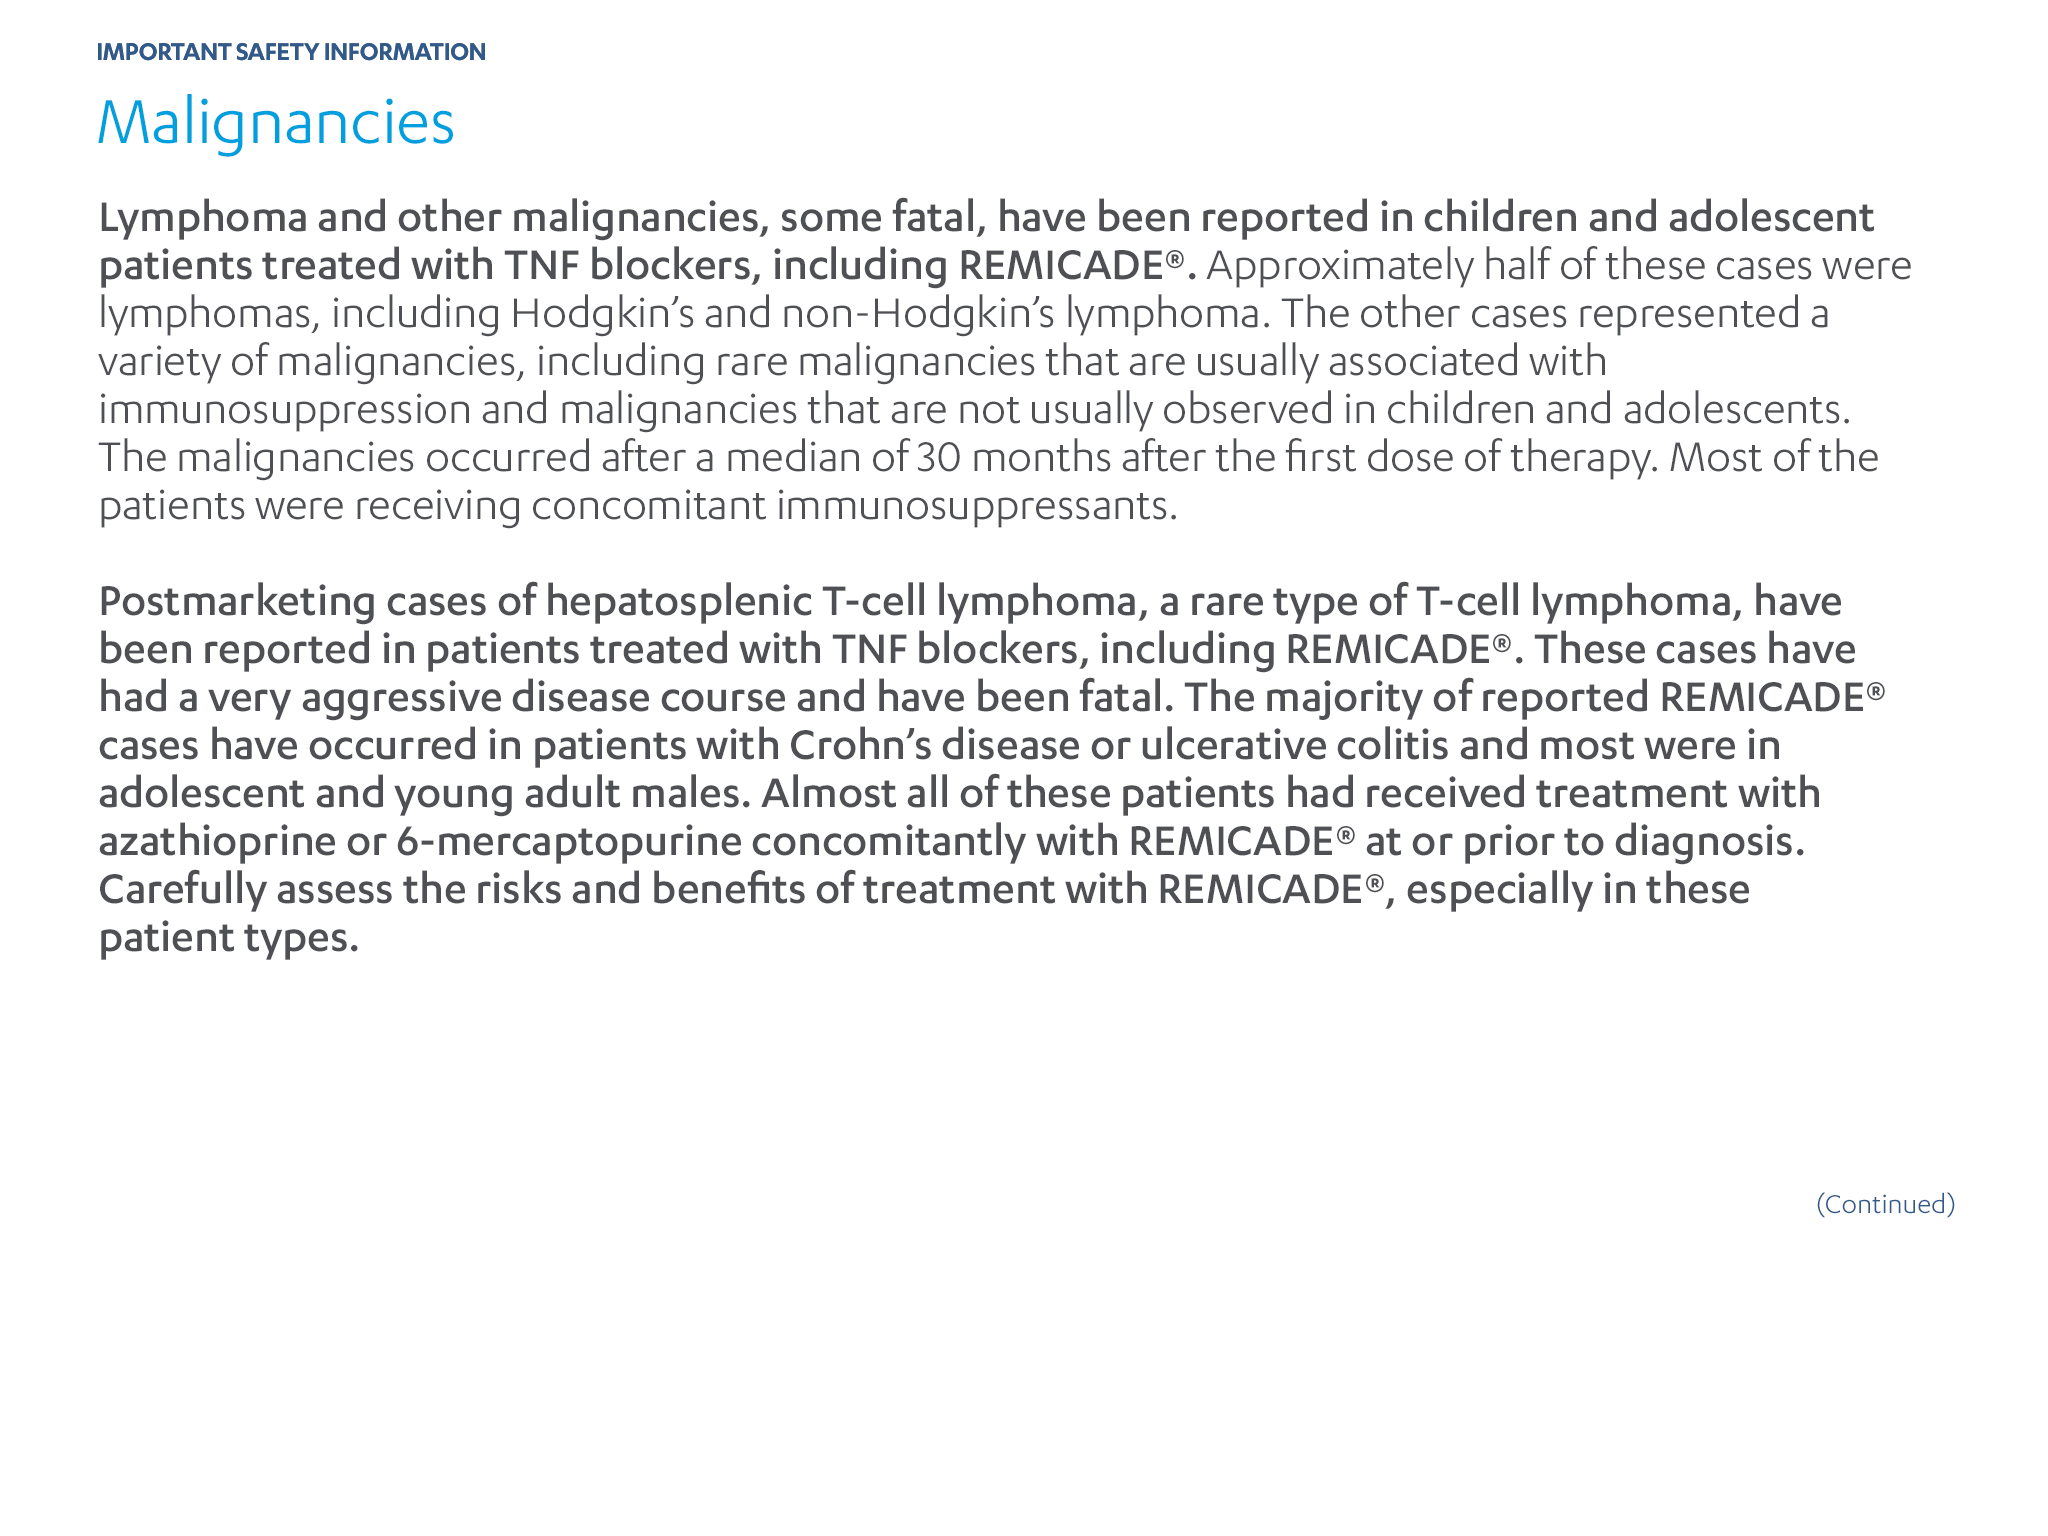 IMPORTANT SAFETY INFORMATION
Malignancies
Lymphoma and other malignancies, some fatal, have been reported in children and adolescent
patients treated with TNF blockers, including REMICADE®. Approximately half of these cases were
lymphomas, including Hodgkin’s and non-Hodgkin’s lymphoma. The other cases represented a
variety of malignancies, including rare malignancies that are usually associated with
immunosuppression and malignancies that are not usually observed in children and adolescents.
The malignancies occurred after a median of 30 months after the first dose of therapy. Most of the
patients were receiving concomitant immunosuppressants.
Postmarketing cases of hepatosplenic T-cell lymphoma, a rare type of T-cell lymphoma, have
been reported in patients treated with TNF blockers, including REMICADE®. These cases have
had a very aggressive disease course and have been fatal. The majority of reported REMICADE®
cases have occurred in patients with Crohn’s disease or ulcerative colitis and most were in
adolescent and young adult males. Almost all of these patients had received treatment with
azathioprine or 6-mercaptopurine concomitantly with REMICADE® at or prior to diagnosis.
Carefully assess the risks and benefits of treatment with REMICADE®, especially in these
patient types.
(Continued)